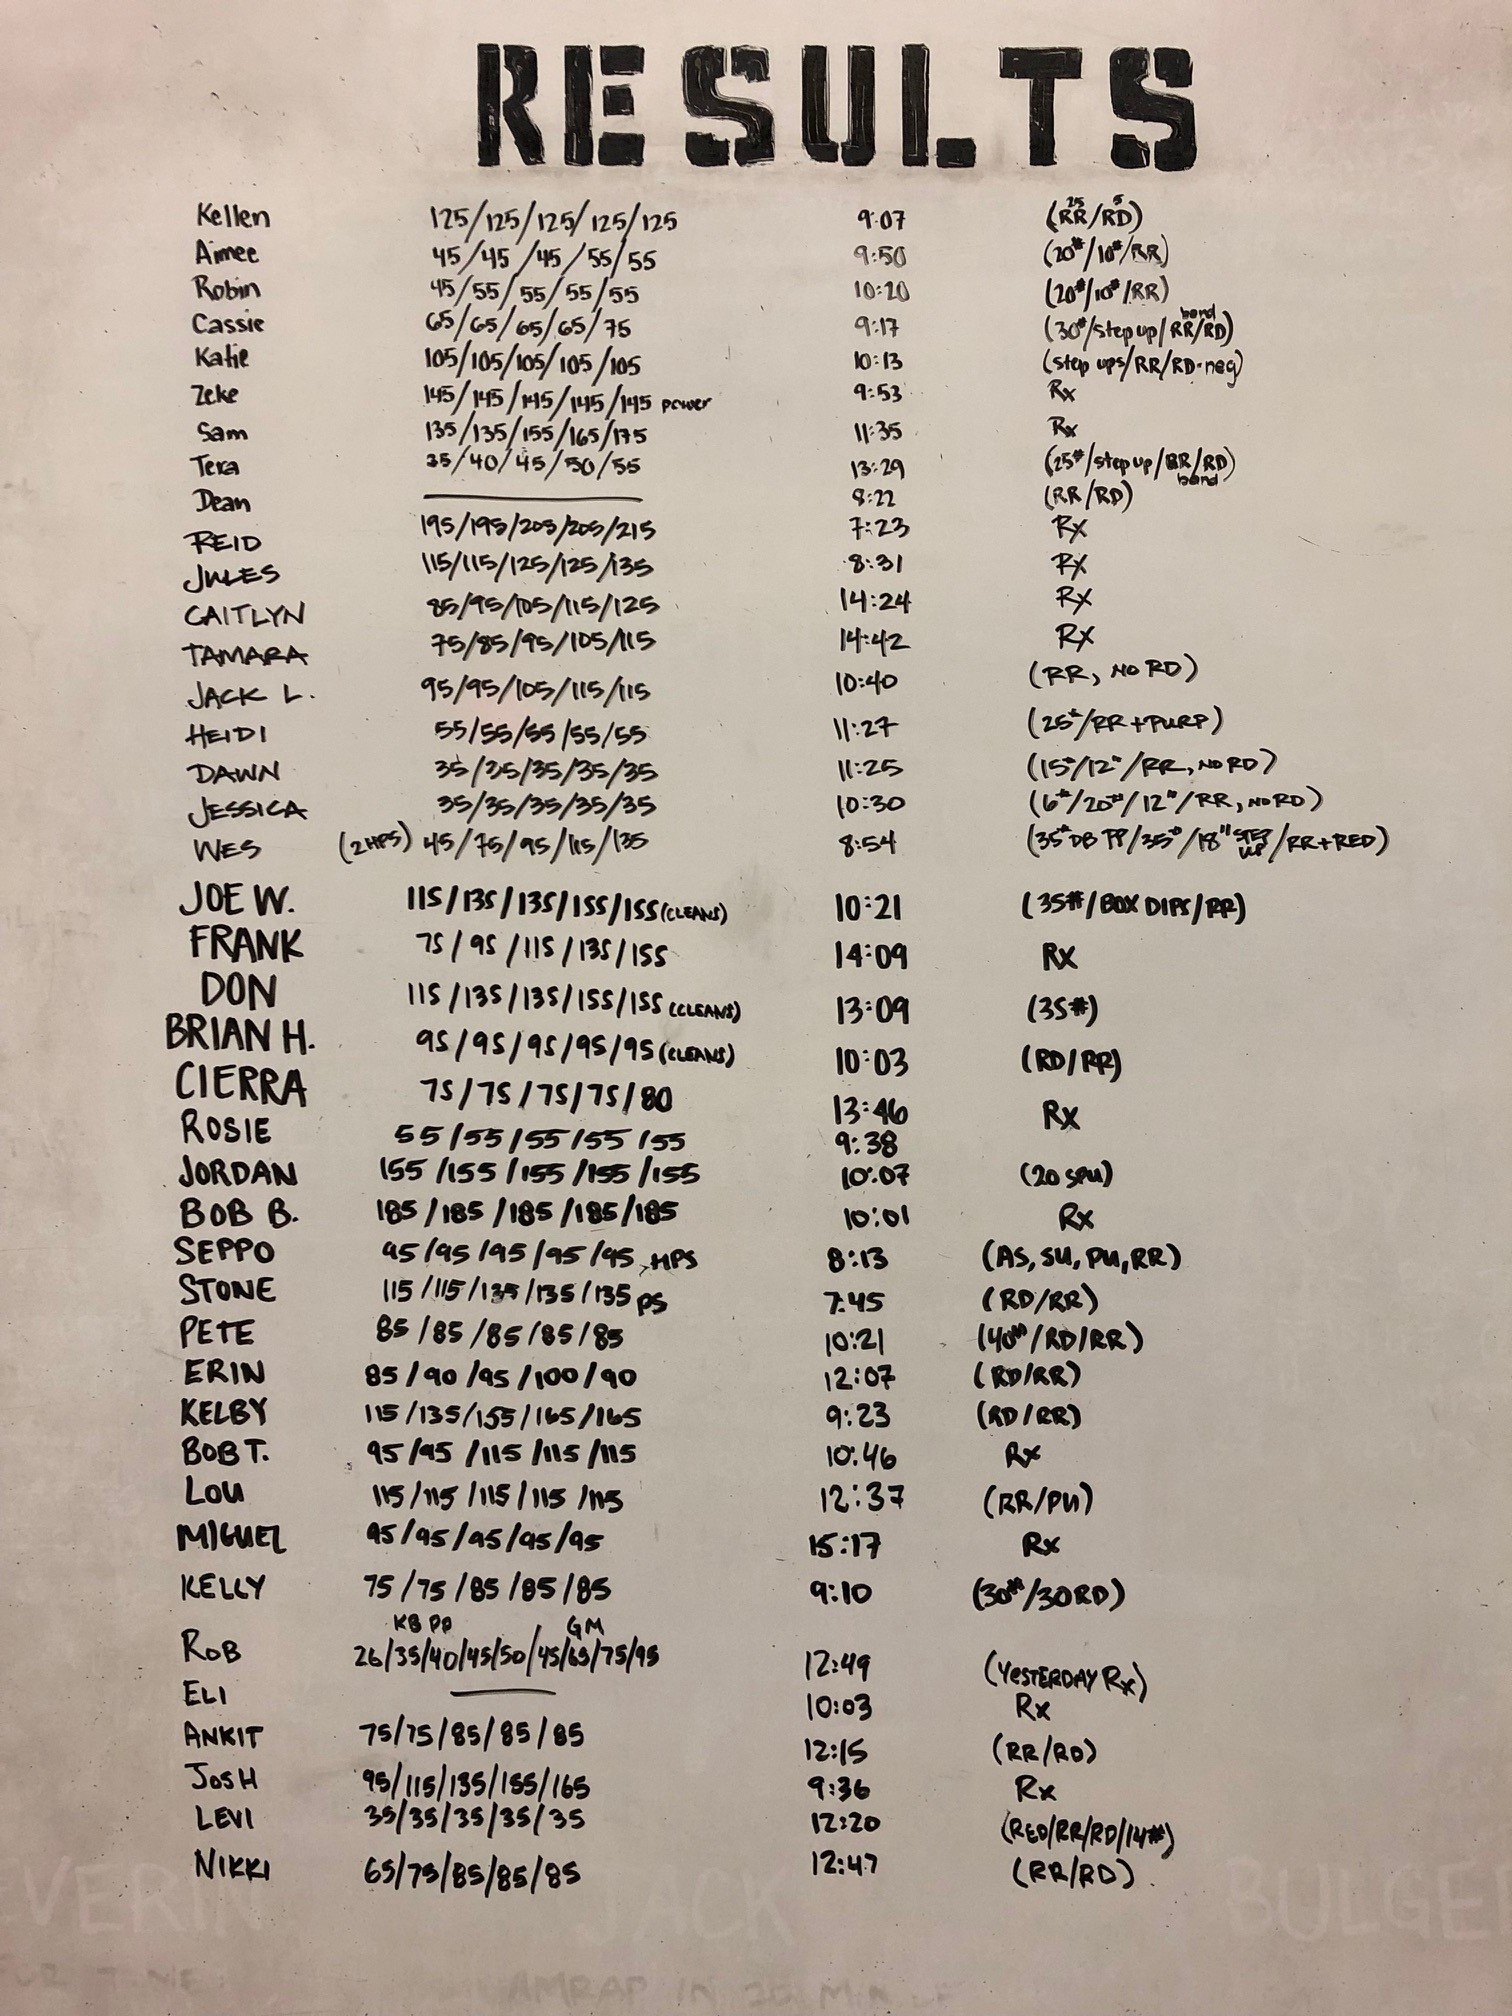 RESULTS
Kellen 125/125/125/125/125 9:07 (RR/RD) 25 5
Aimee 45/45/45/55/55 9:50 (20#/10#/RR)
Robin 45/55/55/55/55 10:20 (20#/10#/RR)
Cassie 65/65/65/65/75 9:17 (30#/step up/RR/RD) band
Katie 105/105/105/105/105 10:13 (step ups/RR/RD-neg)
Zeke 145/145/145/145/145 power 9:53 Rx
Sam 135/135/155/165/175 11:35 Rx
Tera 35/40/45/50/55 13:29 (25#/step up/RR/RD) band
Dean 8:22 (RR/RD)
REID 195/195/205/205/215 7:23 Rx
JULES 115/115/125/125/135 8:31 Rx
CAITLYN 85/95/105/115/125 14:24 Rx
TAMARA 75/85/95/105/115 14:42 Rx
JACK L. 95/95/105/115/115 10:40 (RR, NO RD)
HEIDI 55/55/55/55/55 11:27 (25#/RR+PURP)
DAWN 35/35/35/35/35 11:25 (15#/12"/RR, NO RD)
JESSICA 35/35/35/35/35 10:30 (6#/20#/12"/RR, NO RD)
WES (2HPS) 45/75/95/115/135 8:54 (35# DB PP/35#/18" STEP UP/RR+RED)
JOE W. 115/135/135/155/155 (CLEANS) 10:21 (35#/BOX DIPS/RR)
FRANK 75/95/115/135/155 14:09 Rx
DON 115/135/135/155/155 (CLEANS) 13:09 (35#)
BRIAN H. 95/95/95/95/95 (CLEANS) 10:03 (RD/RR)
CIERRA 75/75/75/75/80 13:46 Rx
ROSIE 55/55/55/55/55 9:38
JORDAN 155/155/155/155/155 10:07 (20 SPU)
BOB B. 185/185/185/185/185 10:01 Rx
SEPPO 95/95/95/95/95 HPS 8:13 (AS, SU, PU, RR)
STONE 115/115/135/135/135 PS 7:45 (RD/RR)
PETE 85/85/85/85/85 10:21 (40#/RD/RR)
ERIN 85/90/95/100/90 12:07 (RD/RR)
KELBY 115/135/155/165/165 9:23 (RD/RR)
BOB T. 95/95/115/115/115 10:46 Rx
LOU 115/115/115/115/115 12:37 (RR/PU)
MIGUEL 95/95/95/95/95 15:17 Rx
KELLY 75/75/85/85/85 9:10 (30#/30RD)
KB PP GM
ROB 26/35/40/45/50/45/65/75/95 12:49 (YESTERDAY Rx)
ELI 10:03 Rx
ANKIT 75/75/85/85/85 12:15 (RR/RD)
JOSH 95/115/135/155/165 9:36 Rx
LEVI 35/35/35/35/35 12:20 (RED/RR/RD/14#)
NIKKI 65/75/85/85/85 12:47 (RR/RD)
JACK